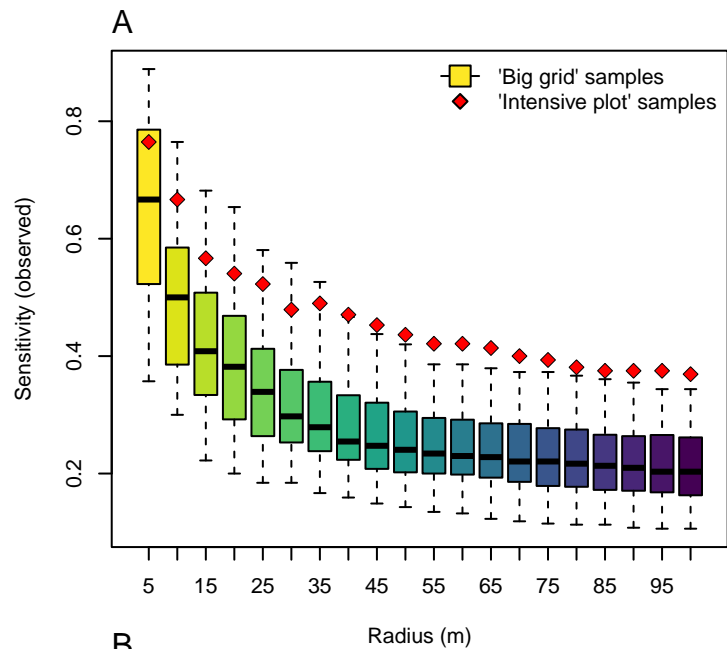 A
'Big grid' samples
'Intensive plot' samples
Sensitivity (observed)
0.8
0.6
0.4
0.2
5 15 25 35 45 55 65 75 85 95
Radius (m)
B